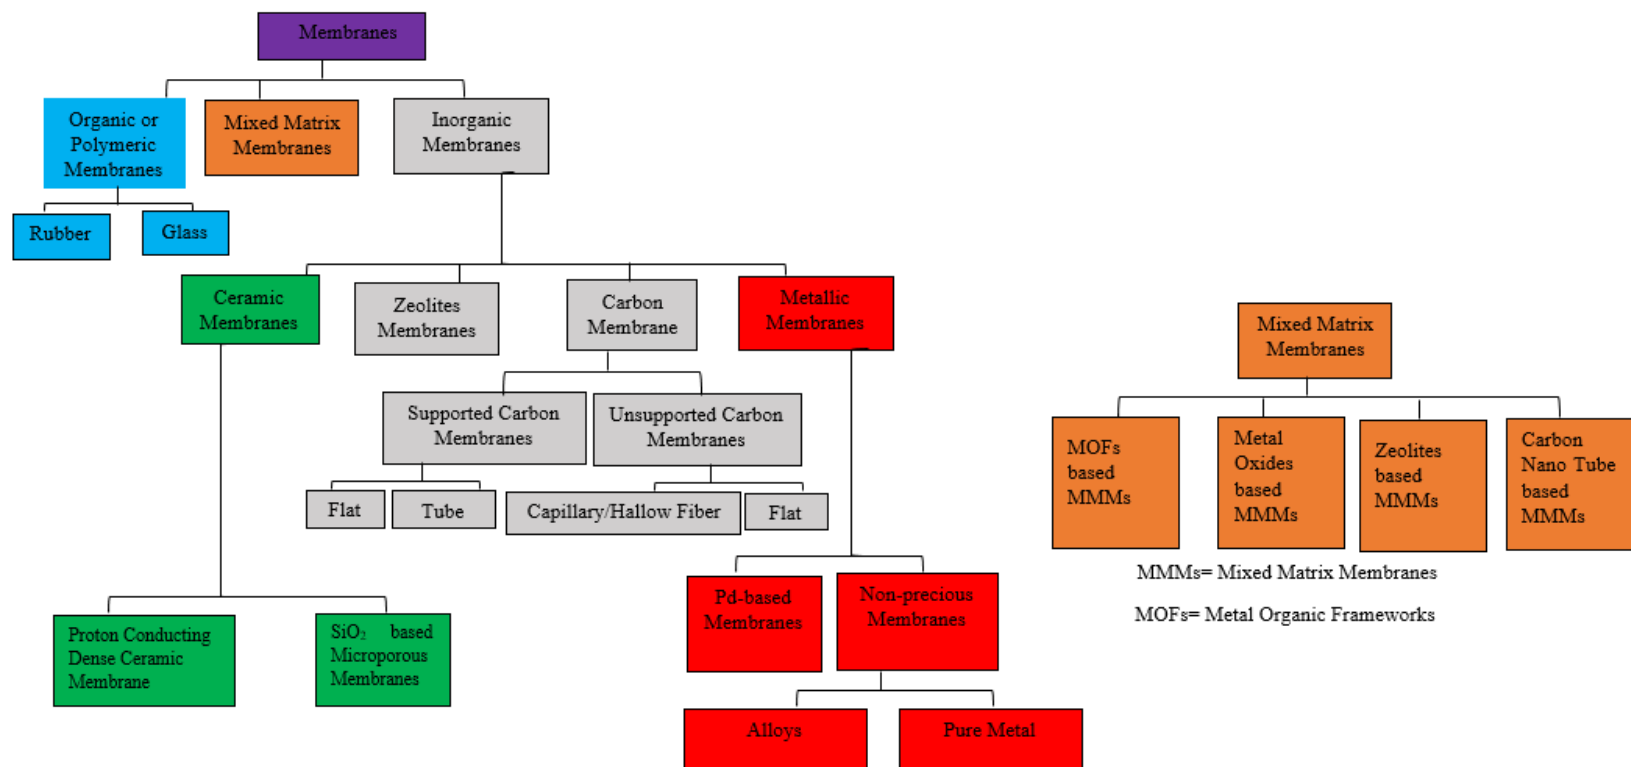 Membranes
Organic or
Polymeric
Membranes
Mixed Matrix
Membranes
Inorganic
Membranes
Rubber
Glass
Ceramic
Membranes
Zeolites
Membranes
Carbon
Membrane
Metallic
Membranes
Supported Carbon
Membranes
Unsupported Carbon
Membranes
Flat
Tube
Capillary/Hallow Fiber
Flat
Proton Conducting
Dense Ceramic
Membrane
SiO₂ based
Microporous
Membranes
Pd-based
Membranes
Non-precious
Membranes
Alloys
Pure Metal
Mixed Matrix
Membranes
MOFs
based
MMMs
Metal
Oxides
based
MMMs
Zeolites
based
MMMs
Carbon
Nano Tube
based
MMMs
MMMs= Mixed Matrix Membranes
MOFs= Metal Organic Frameworks